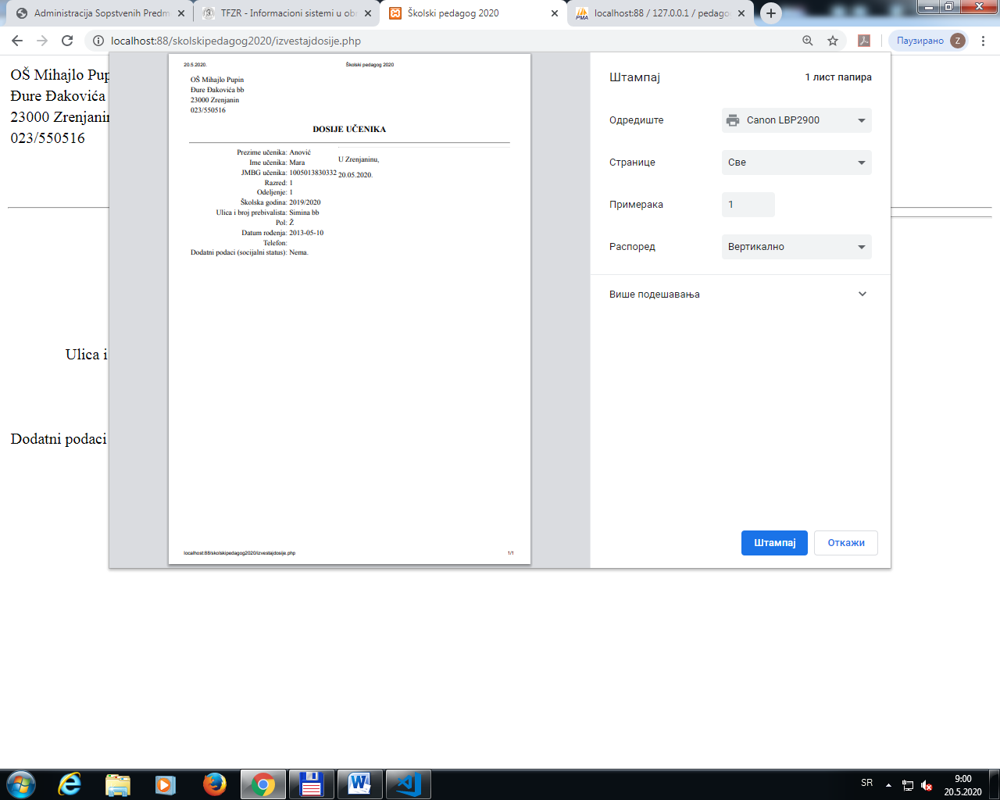 Administracija Sopstvenih Predm
TFZR - Informacioni sistemi u ob
Školski pedagog 2020
localhost:88 / 127.0.0.1 / pedago
localhost:88/skolskipedagog2020/izvestajdosije.php
Паузирано
Z
OŠ Mihajlo Pup
Đure Đakovića
23000 Zrenjanin
023/550516
Ulica i
Dodatni podaci
20.5.2020.
Školski pedagog 2020
OŠ Mihajlo Pupin
Đure Đakovića bb
23000 Zrenjanin
023/550516
DOSIJE UČENIKA
Prezime učenika: Anović
Ime učenika: Mara
JMBG učenika: 1005013830332
Razred: 1
Odeljenje: 1
Školska godina: 2019/2020
Ulica i broj prebivalista: Simina bb
Pol: Ž
Datum rođenja: 2013-05-10
Telefon:
Dodatni podaci (socijalni status): Nema.
U Zrenjaninu,
20.05.2020.
localhost:88/skolskipedagog2020/izvestajdosije.php
1/1
Штампај
1 лист папира
Одредиште
Canon LBP2900
Странице
Све
Примерака
1
Распоред
Вертикално
Више подешавања
Штампај
Откажи
SR
9:00
20.5.2020